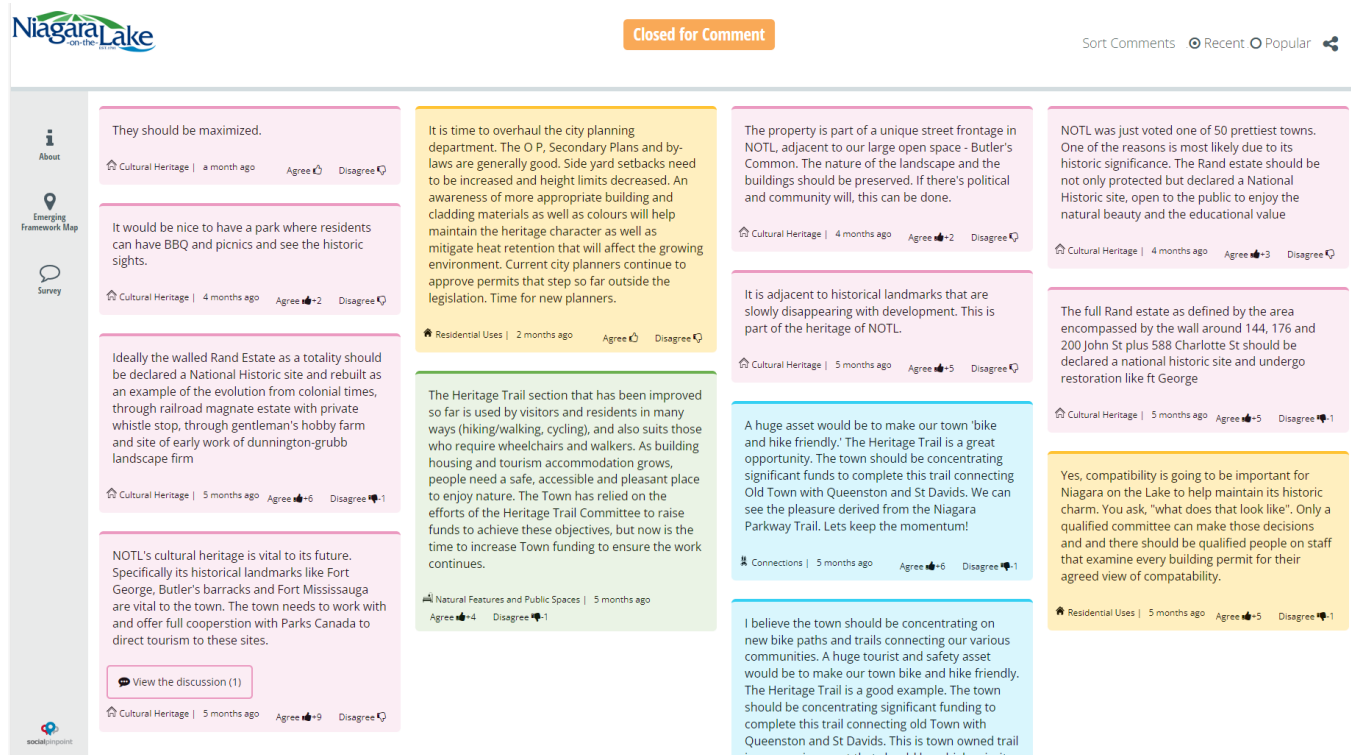 Niagara
-on-the-
Lake
Closed for Comment
Sort Comments
Recent
Popular
About
Emerging
Framework Map
Survey
socialpinpoint
They should be maximized.
Cultural Heritage | a month ago
Agree
Disagree
It would be nice to have a park where residents
can have BBQ and picnics and see the historic
sights.
Cultural Heritage | 4 months ago
Agree +2
Disagree
Ideally the walled Rand Estate as a totality should
be declared a National Historic site and rebuilt as
an example of the evolution from colonial times,
through railroad magnate estate with private
whistle stop, through gentleman's hobby farm
and site of early work of dunnington-grubb
landscape firm
Cultural Heritage | 5 months ago
Agree +6
Disagree -1
NOTL's cultural heritage is vital to its future.
Specifically its historical landmarks like Fort
George, Butler's barracks and Fort Mississauga
are vital to the town. The town needs to work with
and offer full cooperstion with Parks Canada to
direct tourism to these sites.
View the discussion (1)
Cultural Heritage | 5 months ago
Agree +9
Disagree
It is time to overhaul the city planning
department. The O P, Secondary Plans and by-
laws are generally good. Side yard setbacks need
to be increased and height limits decreased. An
awareness of more appropriate building and
cladding materials as well as colours will help
maintain the heritage character as well as
mitigate heat retention that will affect the growing
environment. Current city planners continue to
approve permits that step so far outside the
legislation. Time for new planners.
Residential Uses | 2 months ago
Agree
Disagree
The Heritage Trail section that has been improved
so far is used by visitors and residents in many
ways (hiking/walking, cycling), and also suits those
who require wheelchairs and walkers. As building
housing and tourism accommodation grows,
people need a safe, accessible and pleasant place
to enjoy nature. The Town has relied on the
efforts of the Heritage Trail Committee to raise
funds to achieve these objectives, but now is the
time to increase Town funding to ensure the work
continues.
Natural Features and Public Spaces | 5 months ago
Agree +4
Disagree -1
The property is part of a unique street frontage in
NOTL, adjacent to our large open space - Butler's
Common. The nature of the landscape and the
buildings should be preserved. If there's political
and community will, this can be done.
Cultural Heritage | 4 months ago
Agree +2
Disagree
It is adjacent to historical landmarks that are
slowly disappearing with development. This is
part of the heritage of NOTL.
Cultural Heritage | 5 months ago
Agree +5
Disagree
A huge asset would be to make our town 'bike
and hike friendly.' The Heritage Trail is a great
opportunity. The town should be concentrating
significant funds to complete this trail connecting
Old Town with Queenston and St Davids. We can
see the pleasure derived from the Niagara
Parkway Trail. Lets keep the momentum!
Connections | 5 months ago
Agree +6
Disagree -1
I believe the town should be concentrating on
new bike paths and trails connecting our various
communities. A huge tourist and safety asset
would be to make our town bike and hike friendly.
The Heritage Trail is a good example. The town
should be concentrating significant funding to
complete this trail connecting old Town with
Queenston and St Davids. This is town owned trail
NOTL was just voted one of 50 prettiest towns.
One of the reasons is most likely due to its
historic significance. The Rand estate should be
not only protected but declared a National
Historic site, open to the public to enjoy the
natural beauty and the educational value
Cultural Heritage | 4 months ago
Agree +3
Disagree
The full Rand estate as defined by the area
encompassed by the wall around 144, 176 and
200 John St plus 588 Charlotte St should be
declared a national historic site and undergo
restoration like ft George
Cultural Heritage | 5 months ago
Agree +5
Disagree -1
Yes, compatibility is going to be important for
Niagara on the Lake to help maintain its historic
charm. You ask, "what does that look like". Only a
qualified committee can make those decisions
and and there should be qualified people on staff
that examine every building permit for their
agreed view of compatability.
Residential Uses | 5 months ago
Agree +5
Disagree -1